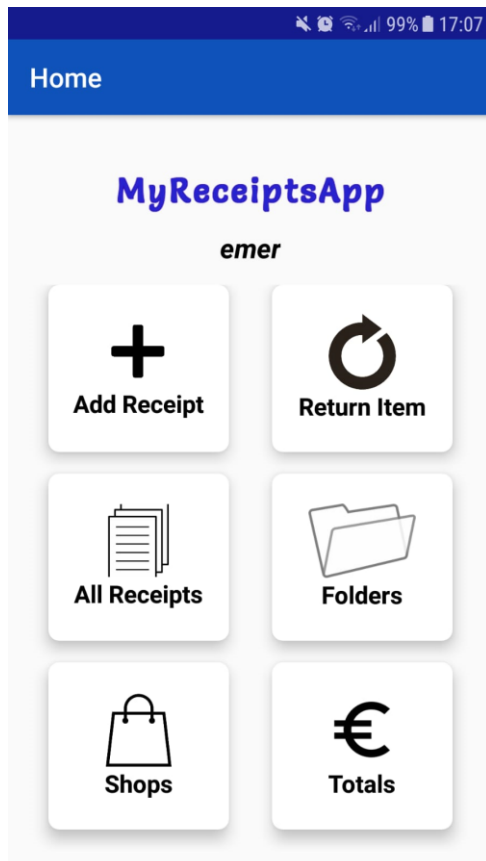 99% 17:07
Home
MyReceiptsApp
emer
Add Receipt
Return Item
All Receipts
Folders
Shops
€
Totals